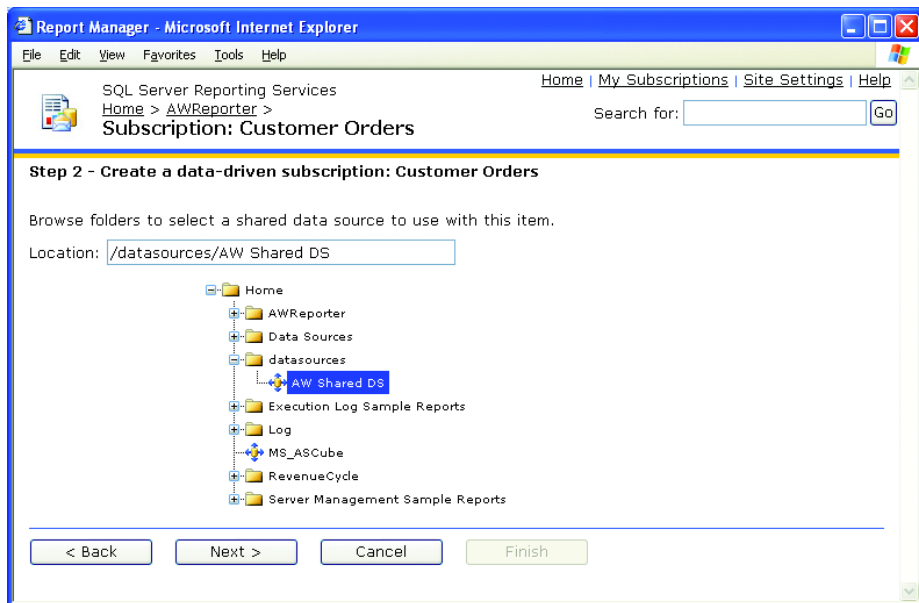 Report Manager - Microsoft Internet Explorer
File Edit View Favorites Tools Help
Home | My Subscriptions | Site Settings | Help
SQL Server Reporting Services
Home > AWReporter >
Subscription: Customer Orders
Search for: Go
Step 2 - Create a data-driven subscription: Customer Orders
Browse folders to select a shared data source to use with this item.
Location: /datasources/AW Shared DS
Home
AWReporter
Data Sources
datasources
AW Shared DS
Execution Log Sample Reports
Log
MS_ASCube
RevenueCycle
Server Management Sample Reports
< Back Next > Cancel Finish